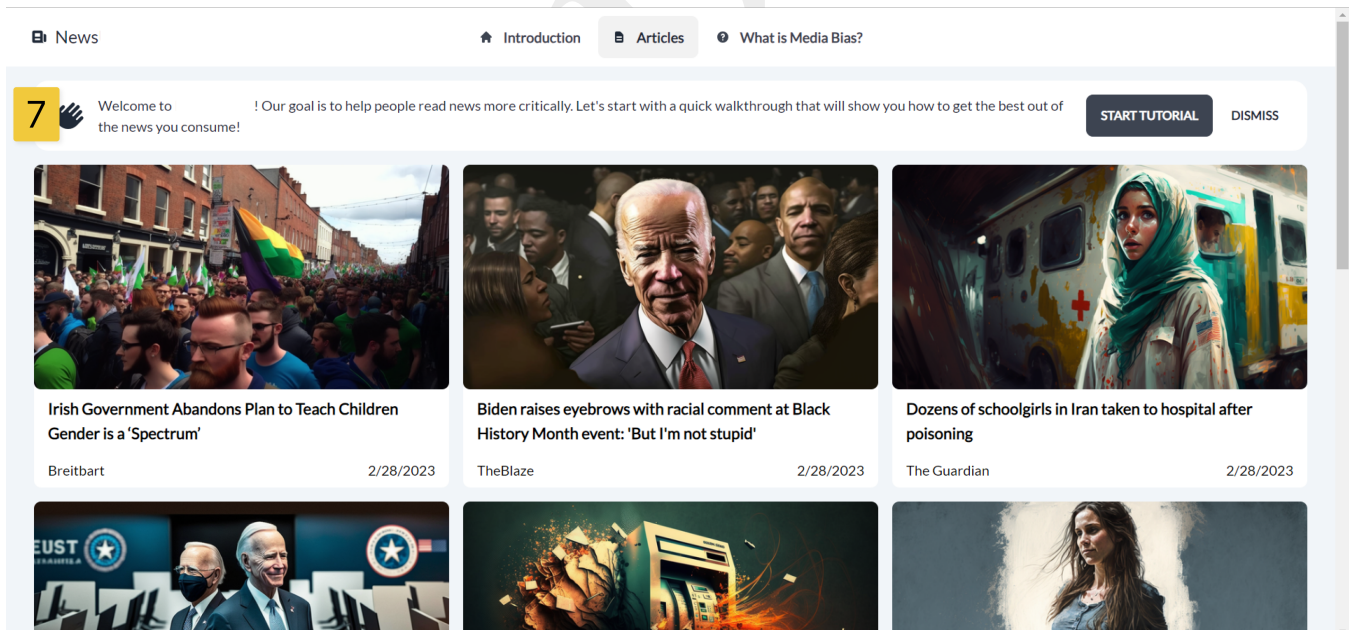 News
Introduction
Articles
What is Media Bias?
7
Welcome to ! Our goal is to help people read news more critically. Let's start with a quick walkthrough that will show you how to get the best out of
the news you consume!
START TUTORIAL
DISMISS
Irish Government Abandons Plan to Teach Children
Gender is a ‘Spectrum’
Breitbart
2/28/2023
Biden raises eyebrows with racial comment at Black
History Month event: 'But I'm not stupid'
TheBlaze
2/28/2023
Dozens of schoolgirls in Iran taken to hospital after
poisoning
The Guardian
2/28/2023
EUST